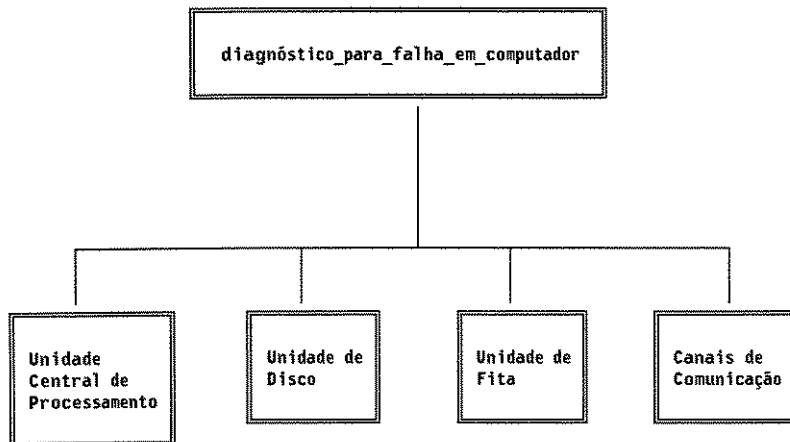 diagnóstico_para_falha_em_computador
Unidade
Central de
Processamento
Unidade de
Disco
Unidade de
Fita
Canais de
Comunicação